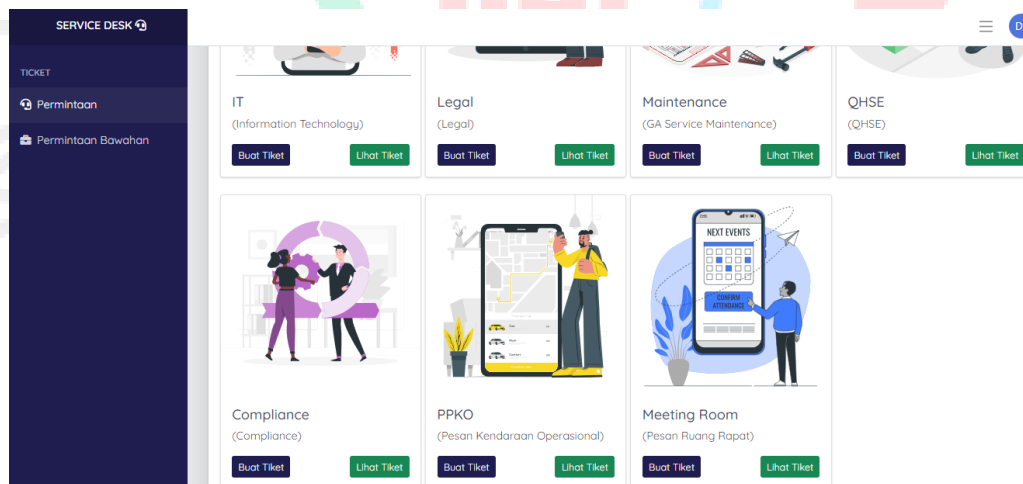 SERVICE DESK
D
TICKET
Permintaan
Permintaan Bawahan
IT
(Information Technology)
Buat Tiket
Lihat Tiket
Legal
(Legal)
Buat Tiket
Lihat Tiket
Maintenance
(GA Service Maintenance)
Buat Tiket
Lihat Tiket
QHSE
(QHSE)
Buat Tiket
Lihat Tiket
Compliance
(Compliance)
Buat Tiket
Lihat Tiket
PPKO
(Pesan Kendaraan Operasional)
Buat Tiket
Lihat Tiket
NEXT EVENTS
CONFIRM
ATTENDANCE
Meeting Room
(Pesan Ruang Rapat)
Buat Tiket
Lihat Tiket